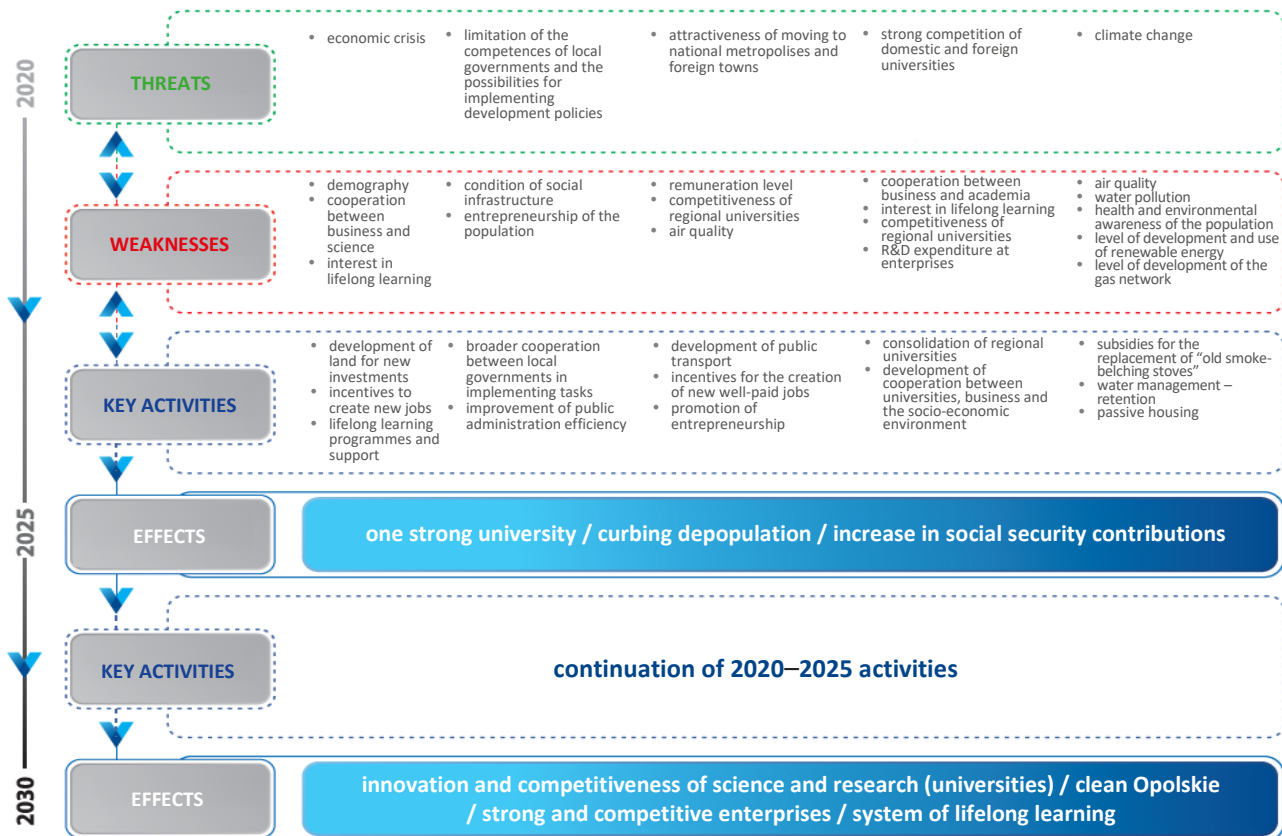 2020
THREATS
• economic crisis
• limitation of the
competences of local
governments and the
possibilities for
implementing
development policies
• attractiveness of moving to
national metropolises and
foreign towns
• strong competition of
domestic and foreign
universities
• climate change
WEAKNESSES
• demography
• cooperation
between
business and
science
• interest in
lifelong learning
• condition of social
infrastructure
• entrepreneurship of the
population
• remuneration level
• competitiveness of
regional universities
• air quality
• cooperation between
business and academia
• interest in lifelong learning
• competitiveness of
regional universities
• R&D expenditure at
enterprises
• air quality
• water pollution
• health and environmental
awareness of the population
• level of development and use
of renewable energy
• level of development of the
gas network
KEY ACTIVITIES
• development of
land for new
investments
• incentives to
create new jobs
• lifelong learning
programmes and
support
• broader cooperation
between local
governments in
implementing tasks
• improvement of public
administration efficiency
• development of public
transport
• incentives for the creation
of new well-paid jobs
• promotion of
entrepreneurship
• consolidation of regional
universities
• development of
cooperation between
universities, business and
the socio-economic
environment
• subsidies for the
replacement of “old smoke-
belching stoves”
• water management –
retention
• passive housing
2025
EFFECTS
one strong university / curbing depopulation / increase in social security contributions
KEY ACTIVITIES
continuation of 2020–2025 activities
2030
EFFECTS
innovation and competitiveness of science and research (universities) / clean Opolskie
/ strong and competitive enterprises / system of lifelong learning